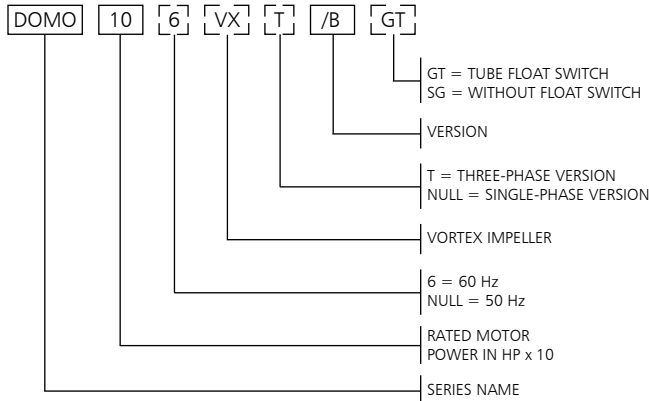 DOMO 10 6 VX T /B GT
GT = TUBE FLOAT SWITCH
SG = WITHOUT FLOAT SWITCH
VERSION
T = THREE-PHASE VERSION
NULL = SINGLE-PHASE VERSION
VORTEX IMPELLER
6 = 60 Hz
NULL = 50 Hz
RATED MOTOR
POWER IN HP x 10
SERIES NAME